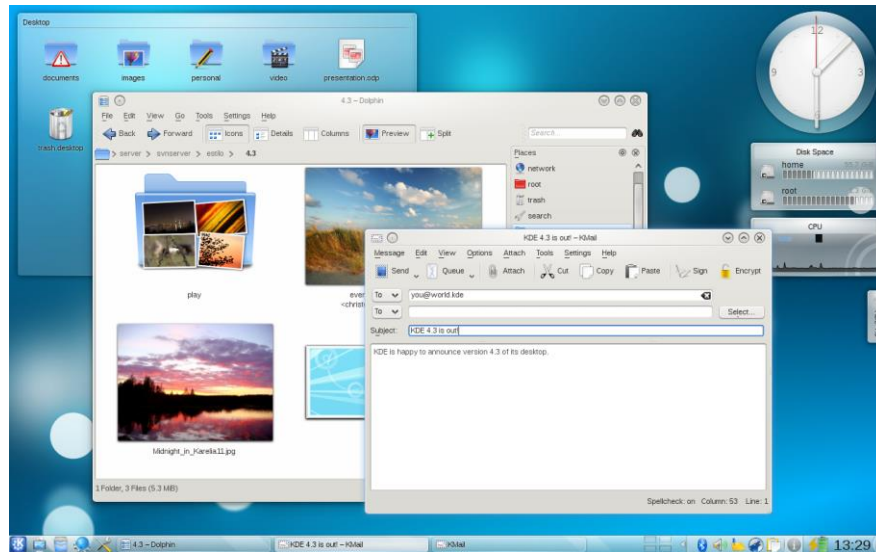 Desktop
documents
images
personal
video
presentation.odp
trash.desktop
4.3 – Dolphin
File Edit View Go Tools Settings Help
Back Forward Icons Details Columns Preview Split
Search...
> server > svnserver > estilo > 4.3
Places
network
root
trash
search
play
Midnight_in_Karelia11.jpg
1 Folder, 3 Files (5.3 MiB)
KDE 4.3 is out! – KMail
Message Edit View Options Attach Tools Settings Help
Send Queue Attach Cut Copy Paste Sign Encrypt
To you@world.kde
To Select...
Subject: KDE 4.3 is out!
KDE is happy to announce version 4.3 of its desktop.
Spellcheck: on Column: 53 Line: 1
12
9 3
6
Disk Space
home
root
CPU
4.3 – Dolphin
KDE 4.3 is out! – KMail
KMail
13:29